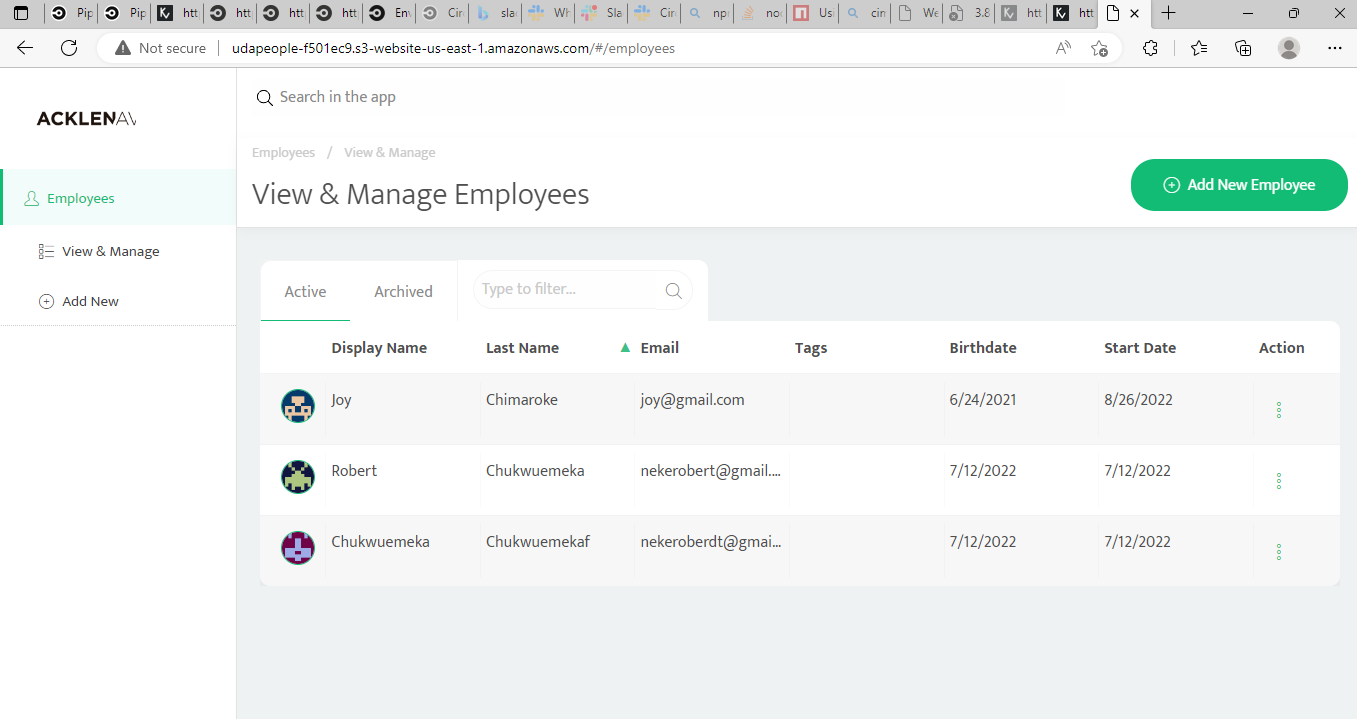 Pip
Pip
htt
htt
htt
htt
Env
Cir
sla
Wh
Sla
Cir
npr
noc
Usi
cir
We
3.8
htt
htt
Not secure
udapeople-f501ec9.s3-website-us-east-1.amazonaws.com/#/employees
ACKLENAV
Search in the app
Employees / View & Manage
View & Manage Employees
Add New Employee
Employees
View & Manage
Add New
Active Archived Type to filter...
Display Name Last Name Email Tags Birthdate Start Date Action
Joy Chimaroke joy@gmail.com 6/24/2021 8/26/2022
Robert Chukwuemeka nekerobert@gmail.... 7/12/2022 7/12/2022
Chukwuemeka Chukwuemekaf nekeroberdt@gmai... 7/12/2022 7/12/2022